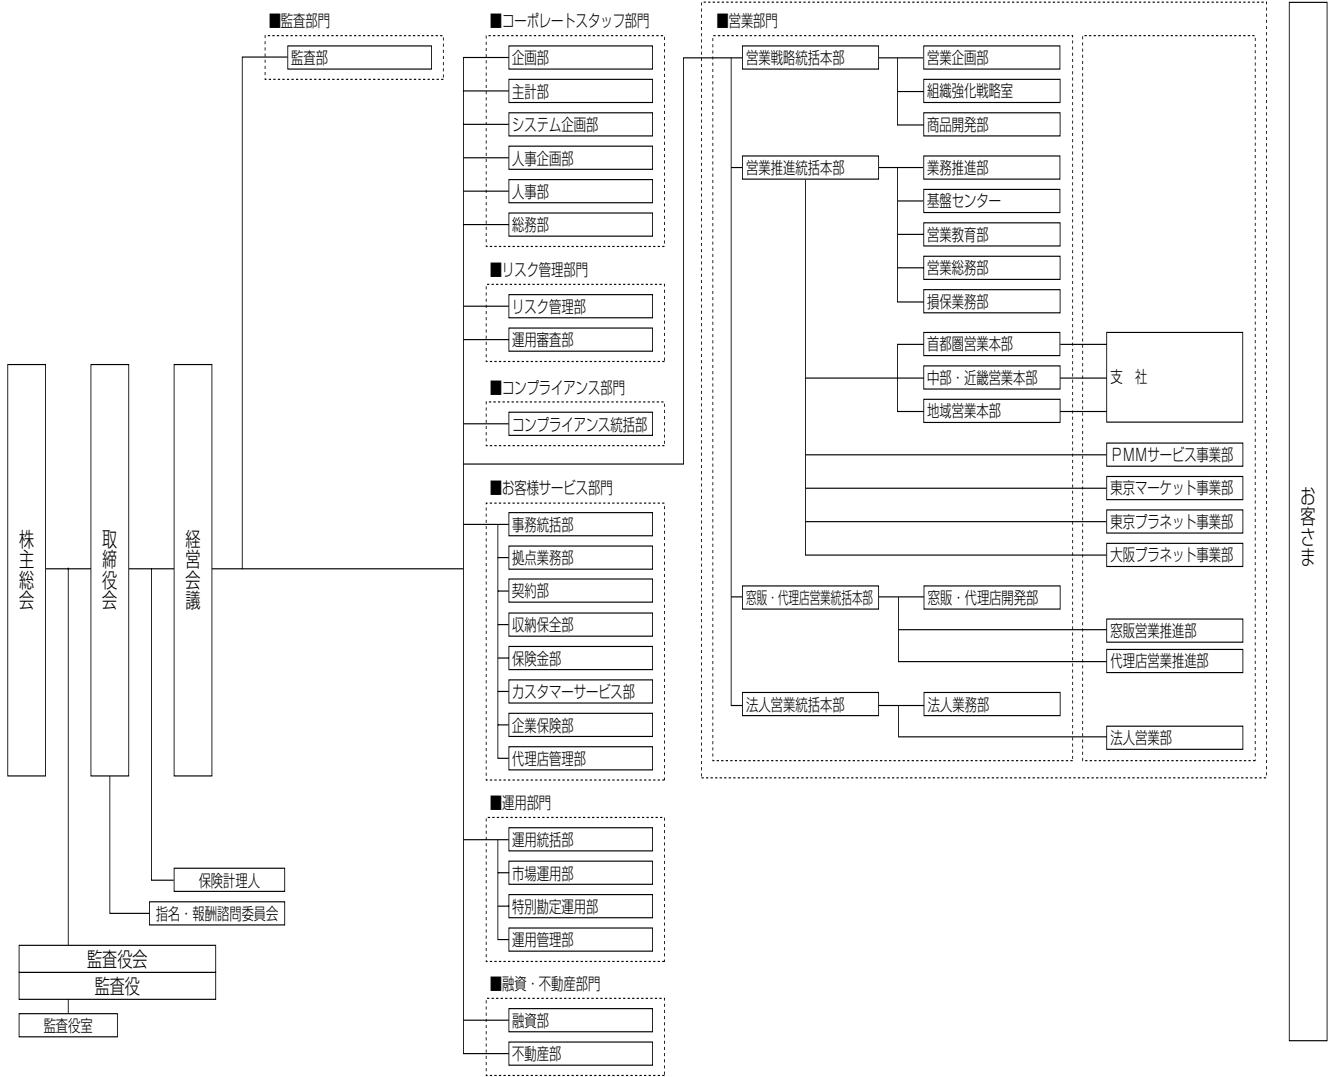 株主総会
取締役会
経営会議
保険計理人
指名・報酬諮問委員会
監査役会
監査役
監査役室
■監査部門
監査部
■コーポレートスタッフ部門
企画部
主計部
システム企画部
人事企画部
人事部
総務部
■リスク管理部門
リスク管理部
運用審査部
■コンプライアンス部門
コンプライアンス統括部
■お客様サービス部門
事務統括部
拠点業務部
契約部
収納保全部
保険金部
カスタマーサービス部
企業保険部
代理店管理部
■運用部門
運用統括部
市場運用部
特別勘定運用部
運用管理部
■融資・不動産部門
融資部
不動産部
■営業部門
営業戦略統括本部
営業企画部
組織強化戦略室
商品開発部
営業推進統括本部
業務推進部
基盤センター
営業教育部
営業総務部
損保業務部
首都圏営業本部
中部・近畿営業本部
地域営業本部
支 社
PMMサービス事業部
東京マーケット事業部
東京プラネット事業部
大阪プラネット事業部
窓販・代理店営業統括本部
窓販・代理店開発部
窓販営業推進部
代理店営業推進部
法人営業統括本部
法人業務部
法人営業部
お客さま